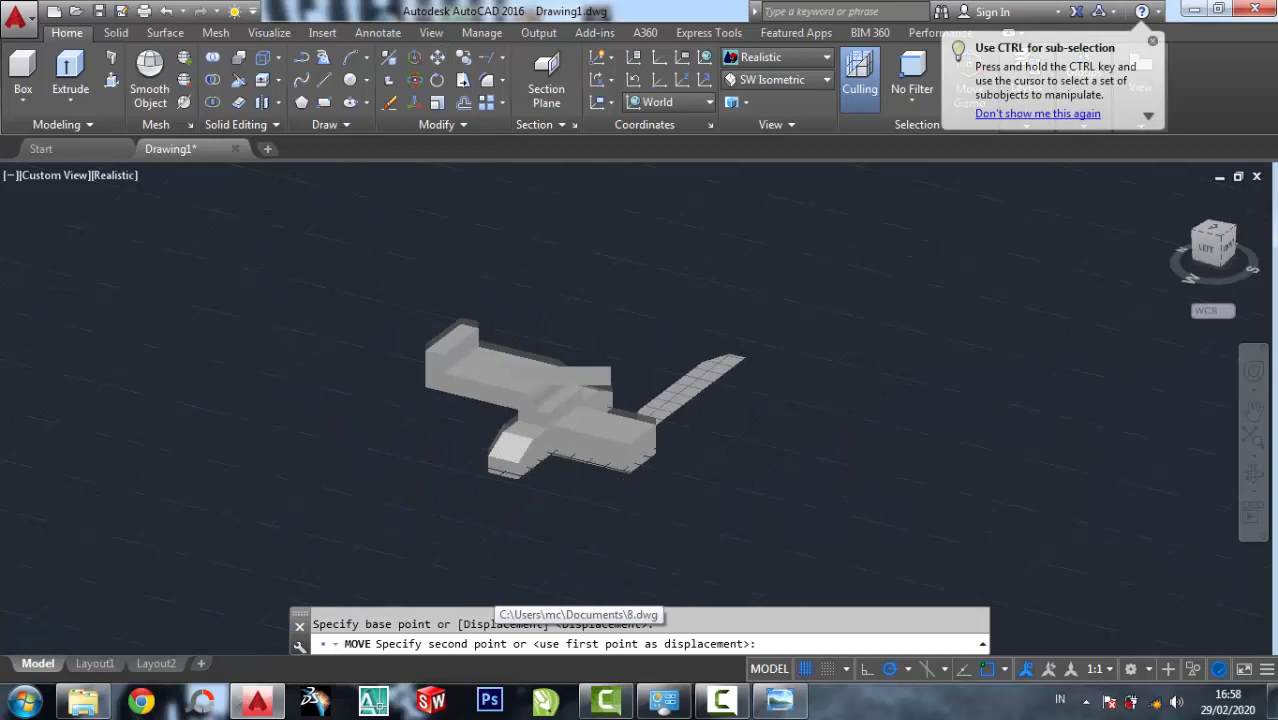 Autodesk AutoCAD 2016 Drawing1.dwg
Type a keyword or phrase
Sign In
Home Solid Surface Mesh Visualize Insert Annotate View Manage Output Add-ins A360 Express Tools Featured Apps BIM 360 Performance
Box
Extrude
Smooth
Object
Section
Plane
Realistic
SW Isometric
World
Culling
No Filter
Modeling
Mesh
Solid Editing
Draw
Modify
Section
Coordinates
View
Selection
Use CTRL for sub-selection
Press and hold the CTRL key and
use the cursor to select a set of
subobjects to manipulate.
Don't show me this again
Start
Drawing1*
[−][Custom View][Realistic]
LEFT
W
S
WCS
C:\Users\mc\Documents\8.dwg
Specify base point or [Displacement] <Displacement>:
MOVE Specify second point or <use first point as displacement>:
Model Layout1 Layout2
MODEL
1:1
Ps
SW
IN
16:58
29/02/2020